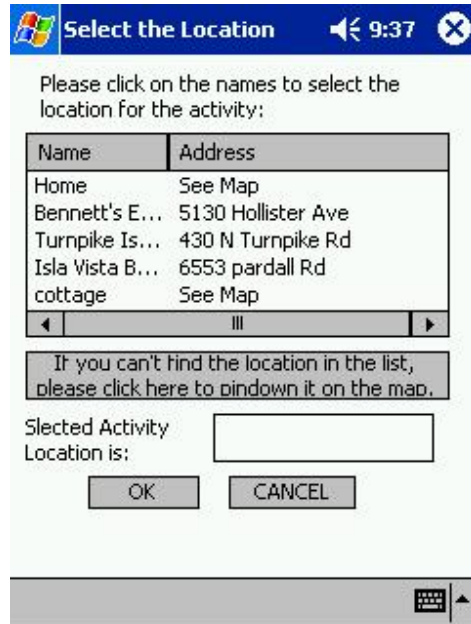 Select the Location 9:37
Please click on the names to select the
location for the activity:
Name Address
Home See Map
Bennett's E... 5130 Hollister Ave
Turnpike Is... 430 N Turnpike Rd
Isla Vista B... 6553 pardall Rd
cottage See Map
If you can't find the location in the list,
please click here to pindown it on the map.
Slected Activity
Location is:
OK CANCEL